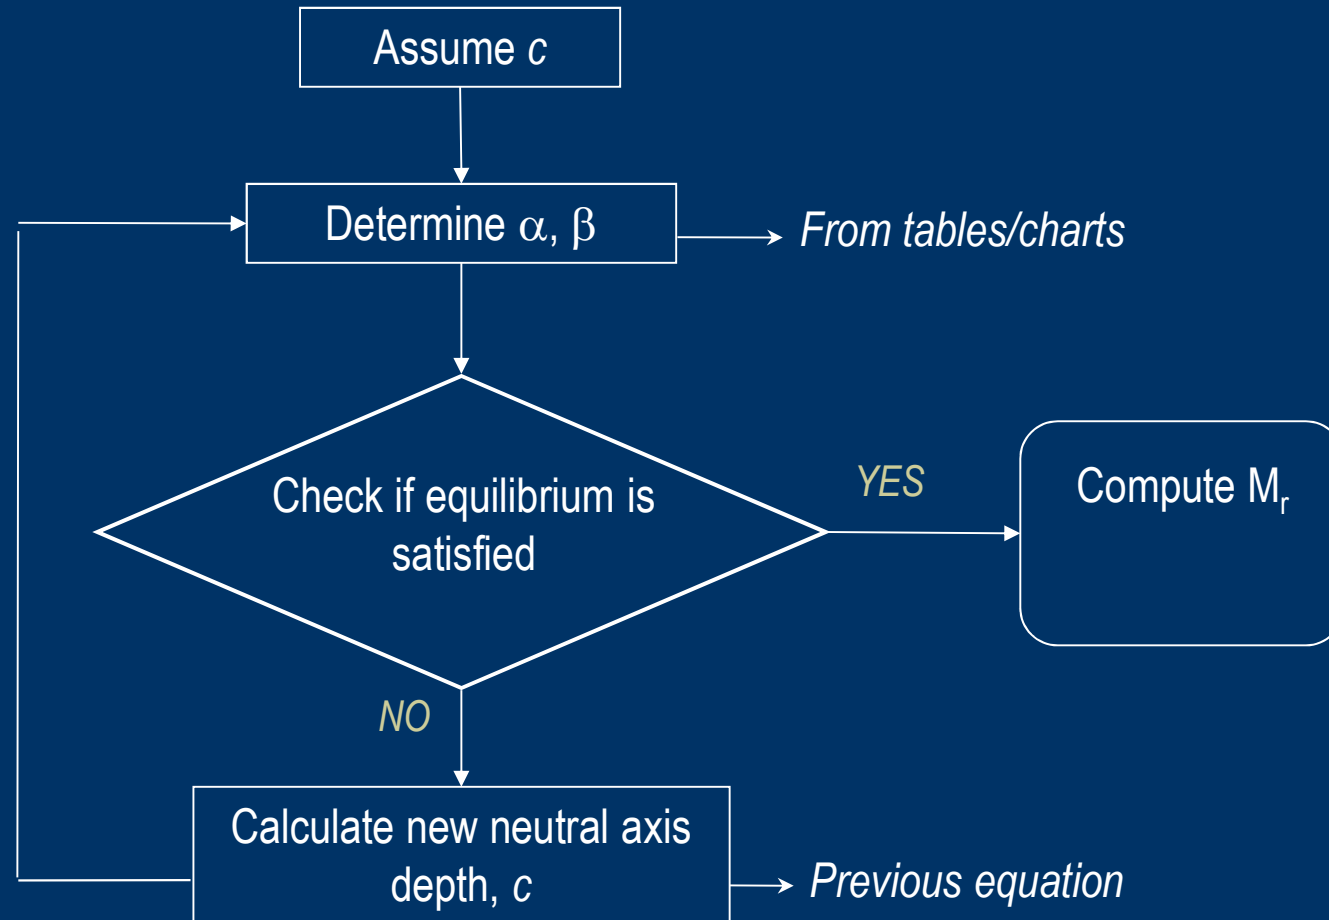 Assume c
Determine α, β
From tables/charts
Check if equilibrium is
satisfied
YES
Compute Mr
NO
Calculate new neutral axis
depth, c
Previous equation